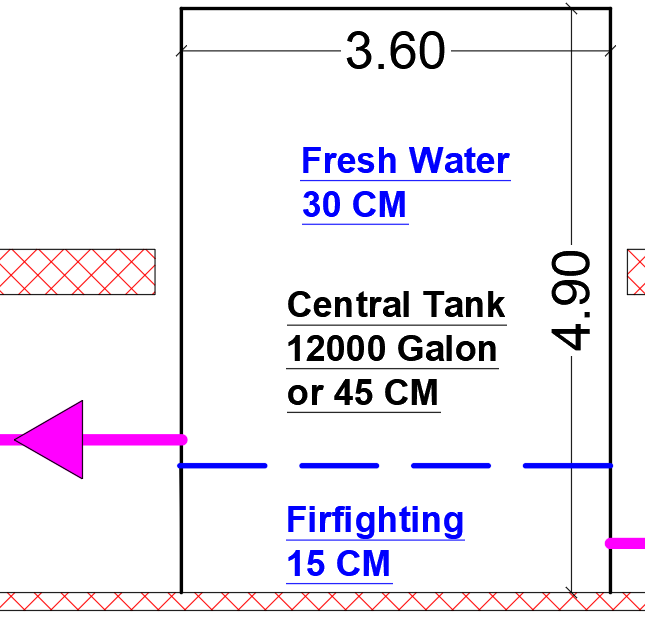 3.60
Fresh Water
30 CM
4.90
Central Tank
12000 Galon
or 45 CM
Firfighting
15 CM